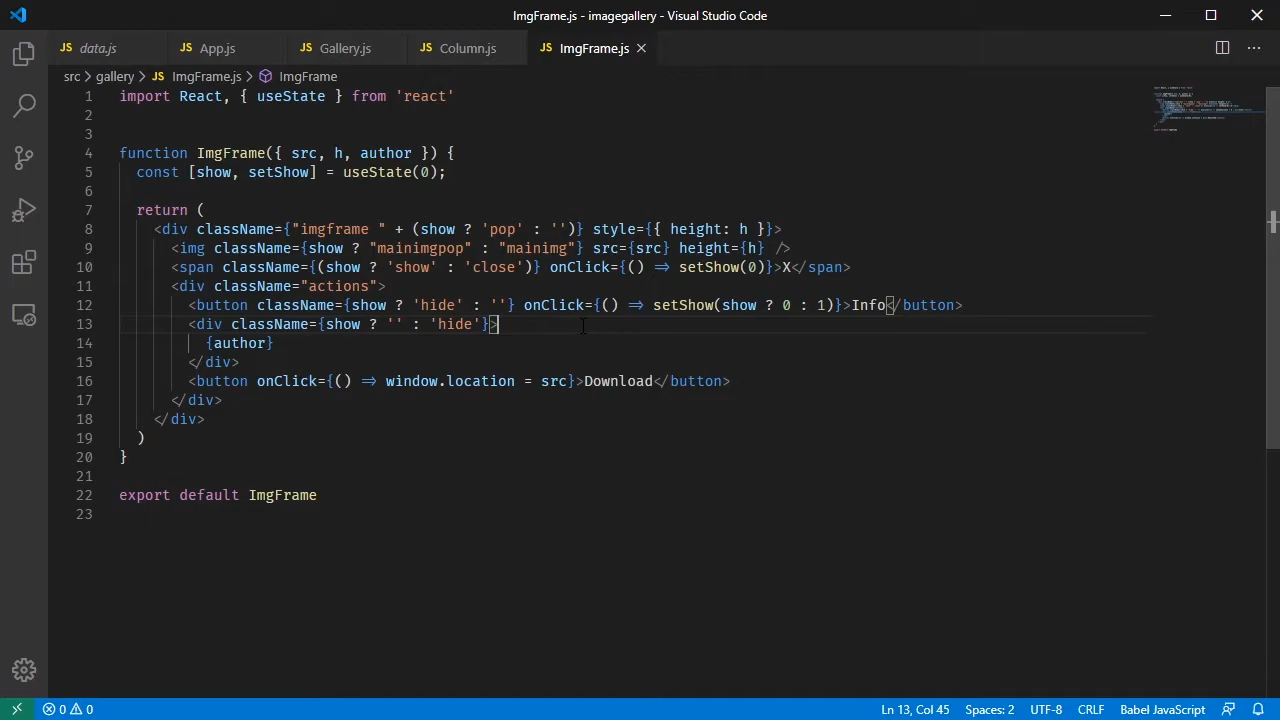 ImgFrame.js - imagegallery - Visual Studio Code
JS data.js JS App.js JS Gallery.js JS Column.js JS ImgFrame.js
src > gallery > JS ImgFrame.js > ImgFrame
1 import React, { useState } from 'react'
2
3
4 function ImgFrame({ src, h, author }) {
5 const [show, setShow] = useState(0);
6
7 return (
8 <div className={"imgframe " + (show ? 'pop' : '')} style={{ height: h }}>
9 <img className={show ? "mainimgpop" : "mainimg"} src={src} height={h} />
10 <span className={(show ? 'show' : 'close')} onClick={() => setShow(0)}>X</span>
11 <div className="actions">
12 <button className={show ? 'hide' : ''} onClick={() => setShow(show ? 0 : 1)}>Info</button>
13 <div className={show ? '' : 'hide'}>
14 {author}
15 </div>
16 <button onClick={() => window.location = src}>Download</button>
17 </div>
18 </div>
19 )
20 }
21
22 export default ImgFrame
23
0 0 Ln 13, Col 45 Spaces: 2 UTF-8 CRLF Babel JavaScript